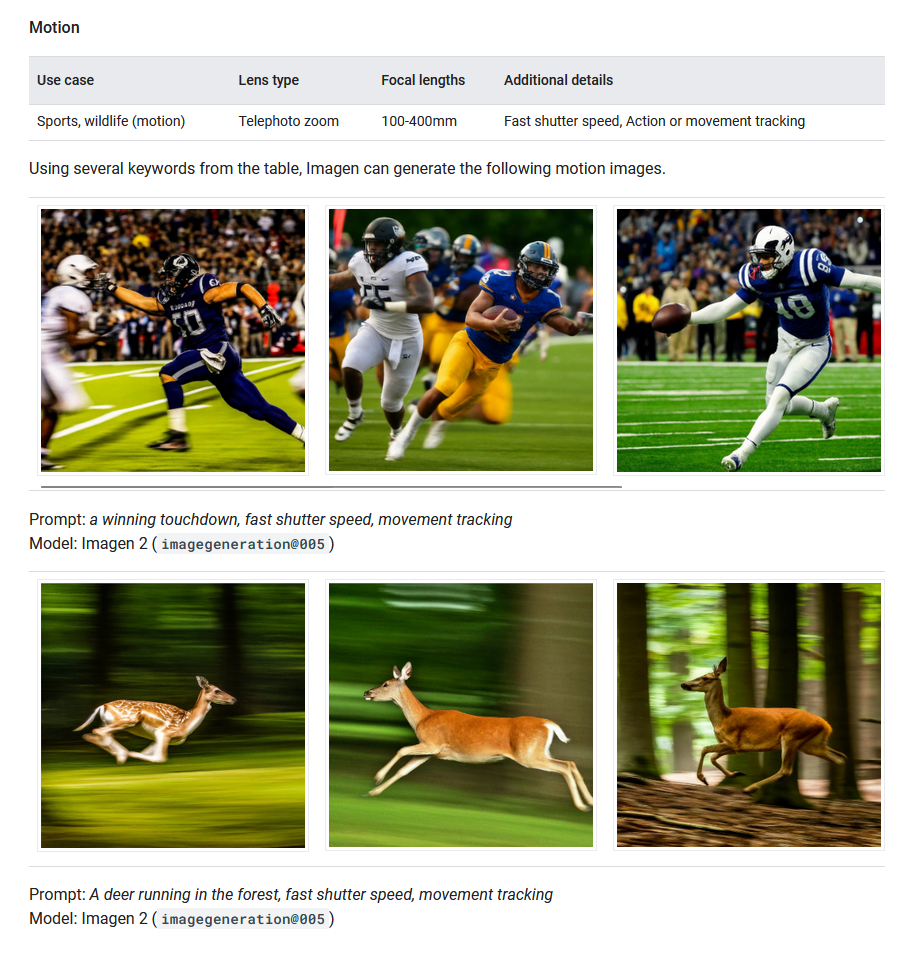 Motion
Use case Lens type Focal lengths Additional details
Sports, wildlife (motion) Telephoto zoom 100-400mm Fast shutter speed, Action or movement tracking
Using several keywords from the table, Imagen can generate the following motion images.
18
Prompt: a winning touchdown, fast shutter speed, movement tracking
Model: Imagen 2 ( imagegeneration@005 )
Prompt: A deer running in the forest, fast shutter speed, movement tracking
Model: Imagen 2 ( imagegeneration@005 )